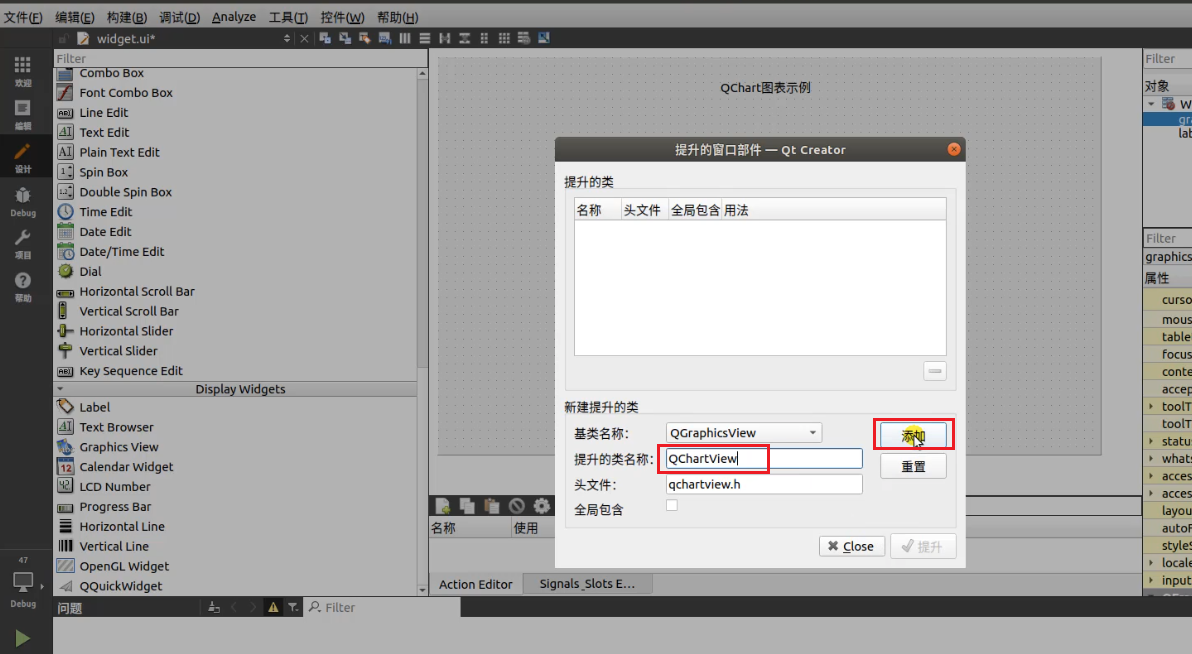 文件(F) 编辑(E) 构建(B) 调试(D) Analyze 工具(T) 控件(W) 帮助(H)
widget.ui*
欢迎
编辑
设计
Debug
项目
帮助
47
Debug
Filter
Combo Box
Font Combo Box
Line Edit
Text Edit
Plain Text Edit
Spin Box
Double Spin Box
Time Edit
Date Edit
Date/Time Edit
Dial
Horizontal Scroll Bar
Vertical Scroll Bar
Horizontal Slider
Vertical Slider
Key Sequence Edit
Display Widgets
Label
Text Browser
Graphics View
Calendar Widget
LCD Number
Progress Bar
Horizontal Line
Vertical Line
OpenGL Widget
QQuickWidget
QChart图表示例
提升的窗口部件 — Qt Creator
提升的类
名称 头文件 全局包含 用法
新建提升的类
基类名称： QGraphicsView 添加
提升的类名称： QChartView
重置
头文件： qchartview.h
全局包含
Close 提升
名称 使用
Action Editor Signals_Slots E...
Filter
对象
W
gra
lab
Filter
graphics
属性
curso
mous
table
focus
conte
accep
toolT
toolT
status
whats
acces
acces
layou
autoF
styleS
locale
input
问题 Filter